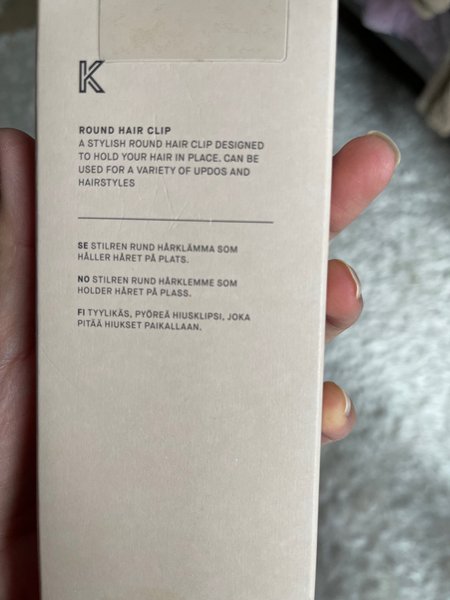 K
ROUND HAIR CLIP
A STYLISH ROUND HAIR CLIP DESIGNED
TO HOLD YOUR HAIR IN PLACE. CAN BE
USED FOR A VARIETY OF UPDOS AND
HAIRSTYLES
SE STILREN RUND HÅRKLÄMMA SOM
HÅLLER HÅRET PÅ PLATS.
NO STILREN RUND HÅRKLEMME SOM
HOLDER HÅRET PÅ PLASS.
FI TYYLIKÄS, PYÖREÄ HIUSKLIPSI, JOKA
PITÄÄ HIUKSET PAIKALLAAN.